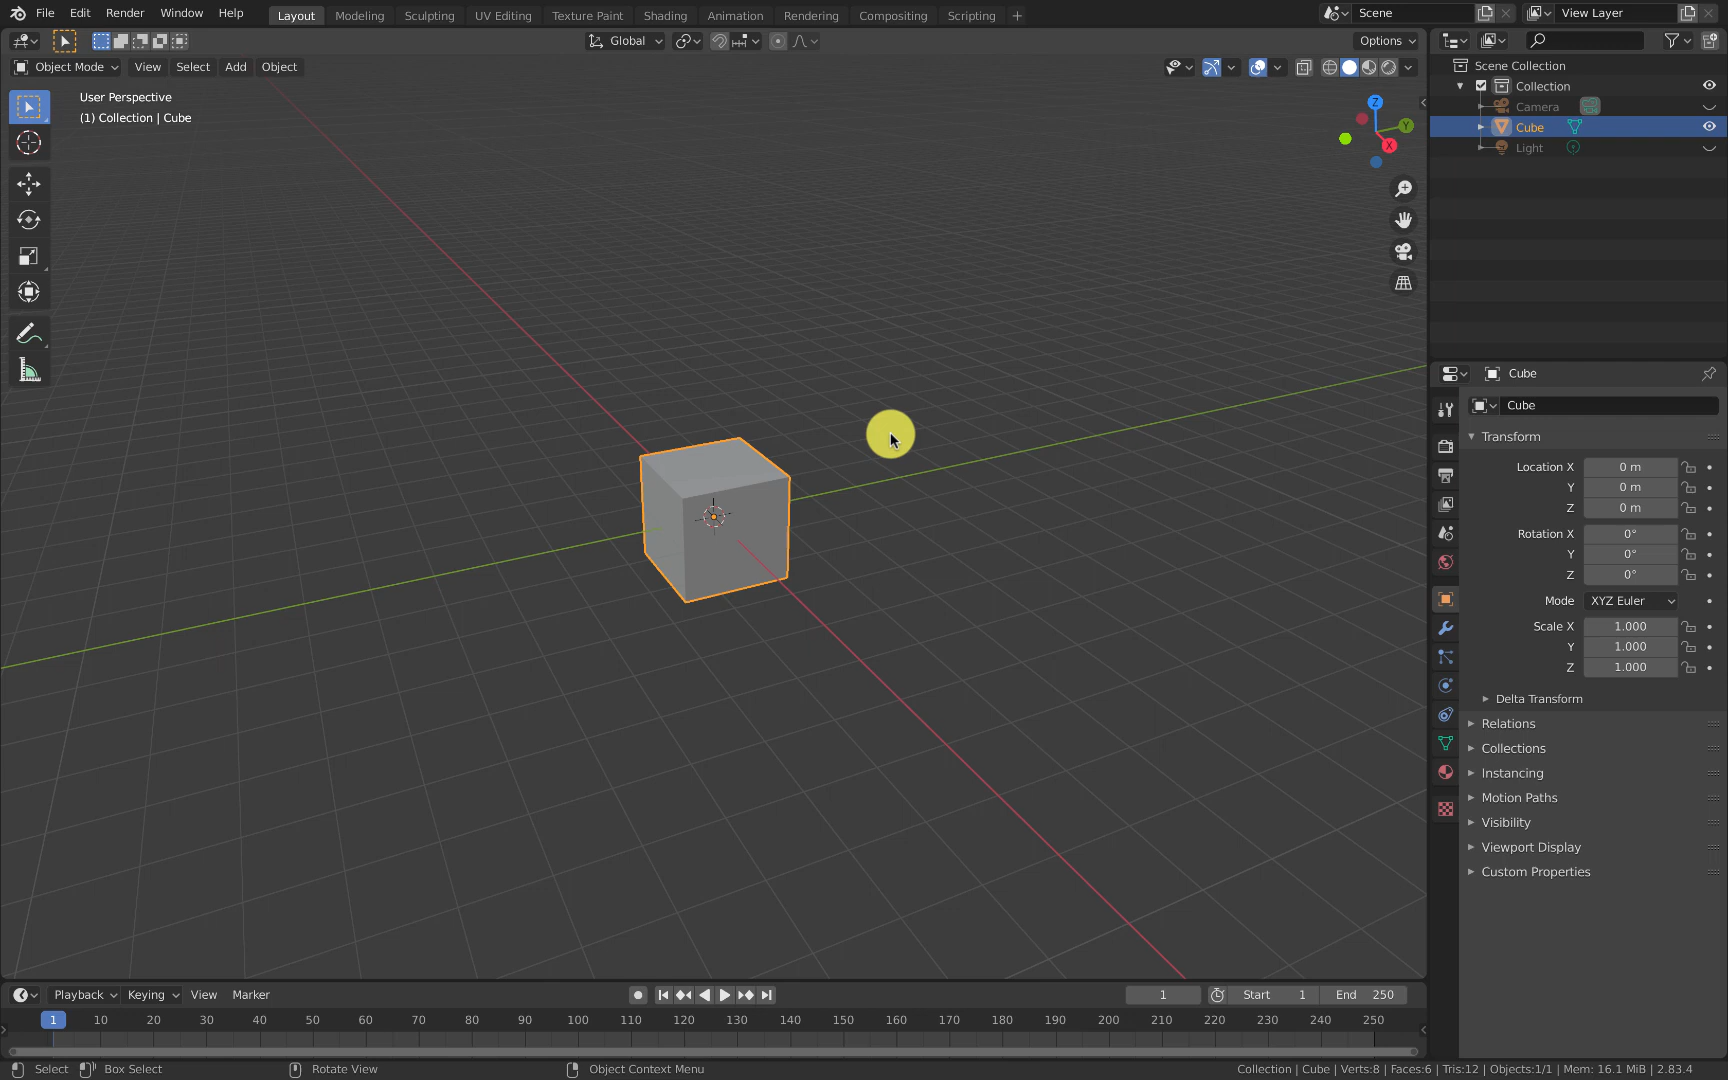 File Edit Render Window Help Layout Modeling Sculpting UV Editing Texture Paint Shading Animation Rendering Compositing Scripting + Scene View Layer
Global Options
Object Mode View Select Add Object
User Perspective
(1) Collection | Cube
Z
Y
X
Scene Collection
Collection
Camera
Cube
Light
Cube
Cube
Transform
Location X 0 m
Y 0 m
Z 0 m
Rotation X 0°
Y 0°
Z 0°
Mode XYZ Euler
Scale X 1.000
Y 1.000
Z 1.000
Delta Transform
Relations
Collections
Instancing
Motion Paths
Visibility
Viewport Display
Custom Properties
Playback Keying View Marker 1 Start 1 End 250
1 10 20 30 40 50 60 70 80 90 100 110 120 130 140 150 160 170 180 190 200 210 220 230 240 250
Select Box Select Rotate View Object Context Menu Collection | Cube | Verts:8 | Faces:6 | Tris:12 | Objects:1/1 | Mem: 16.1 MiB | 2.83.4